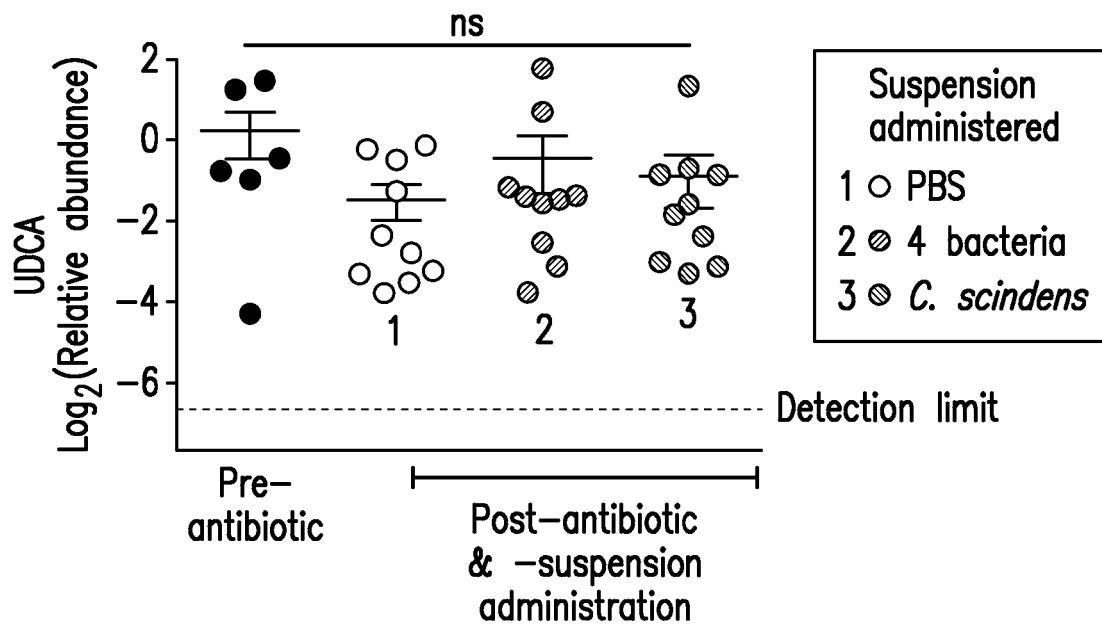 ns
UDCA
Log₂(Relative abundance)
2
0
−2
−4
−6
1
2
3
Detection limit
Pre−
antibiotic
Post−antibiotic
& −suspension
administration
Suspension
administered
1 PBS
2 4 bacteria
3 C. scindens